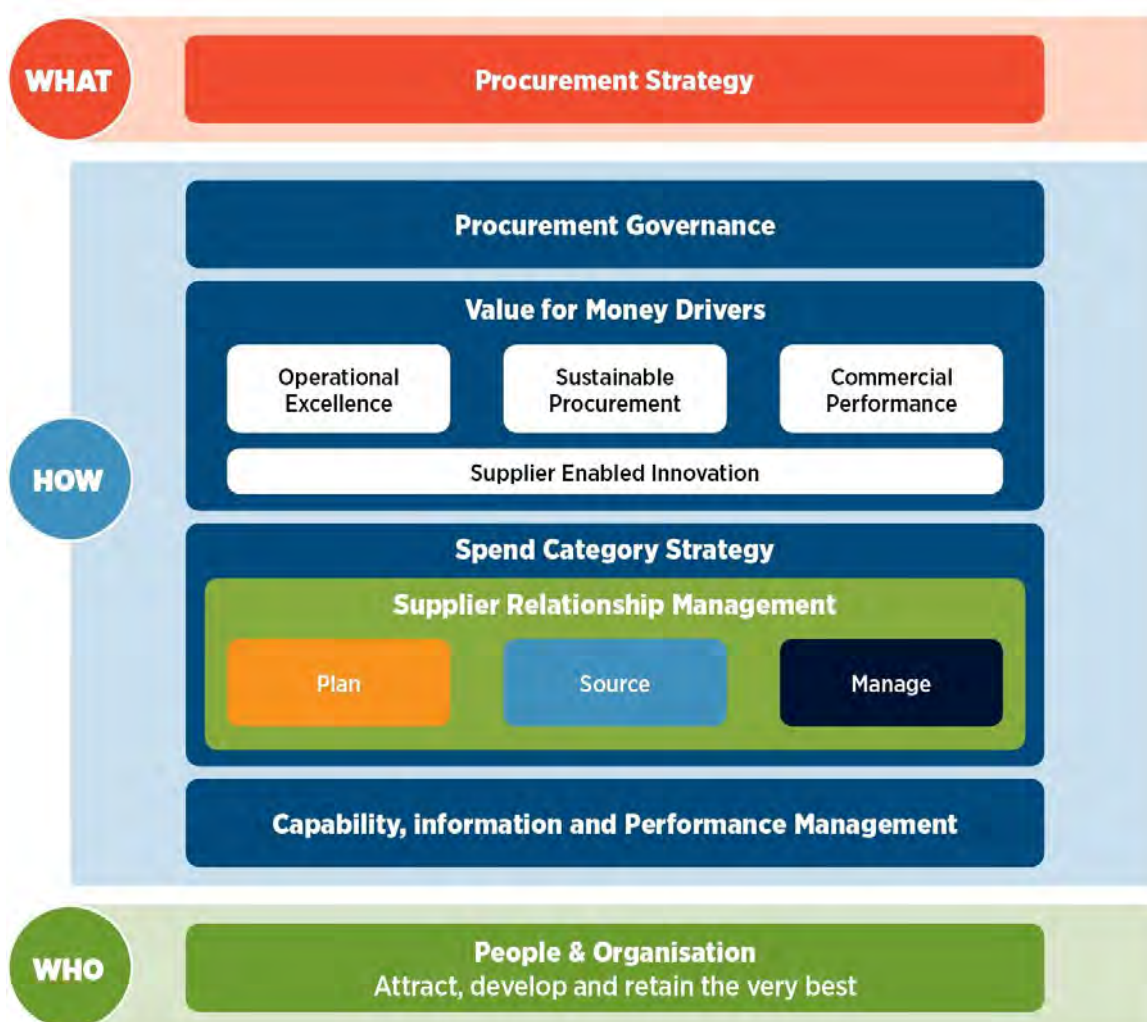 WHAT
Procurement Strategy
Procurement Governance
Value for Money Drivers
Operational
Excellence
Sustainable
Procurement
Commercial
Performance
HOW
Supplier Enabled Innovation
Spend Category Strategy
Supplier Relationship Management
Plan
Source
Manage
Capability, information and Performance Management
WHO
People & Organisation
Attract, develop and retain the very best